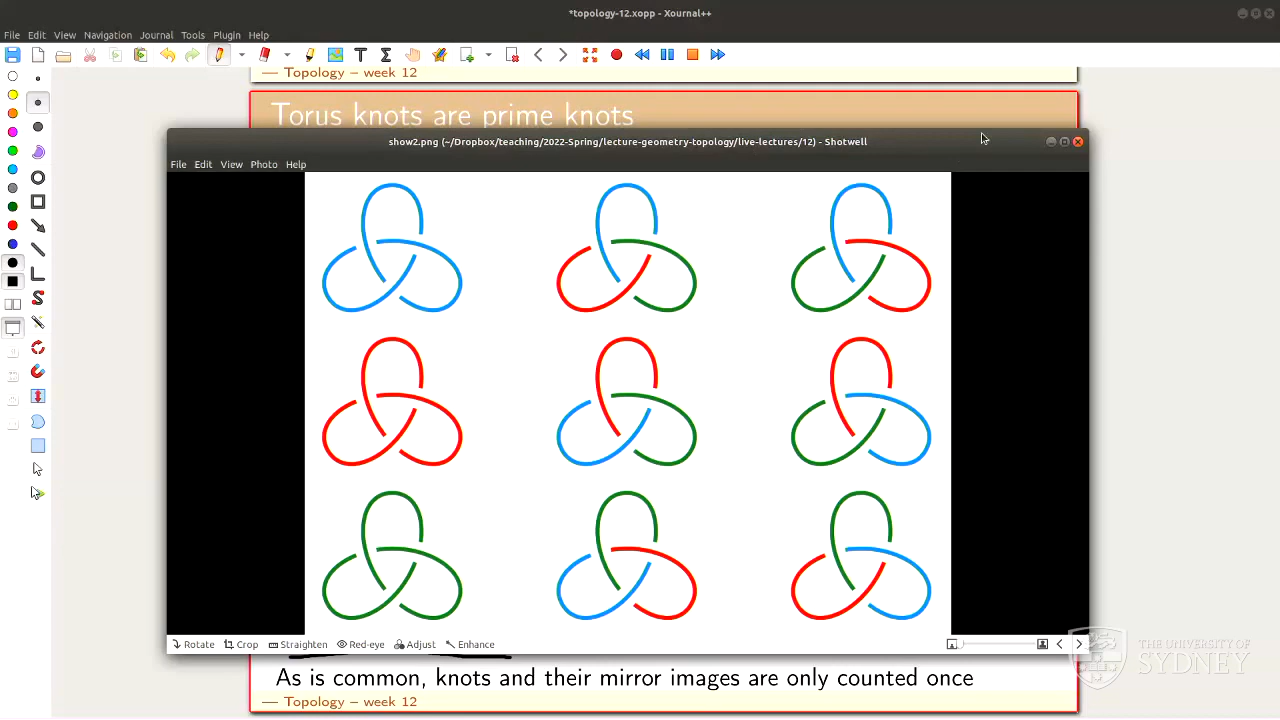 *topology-12.xopp - Xournal++
File Edit View Navigation Journal Tools Plugin Help
— Topology – week 12
Torus knots are prime knots
show2.png (~/Dropbox/teaching/2022-Spring/lecture-geometry-topology/live-lectures/12) - Shotwell
File Edit View Photo Help
Rotate Crop Straighten Red-eye Adjust Enhance
THE UNIVERSITY OF
SYDNEY
As is common, knots and their mirror images are only counted once
— Topology – week 12